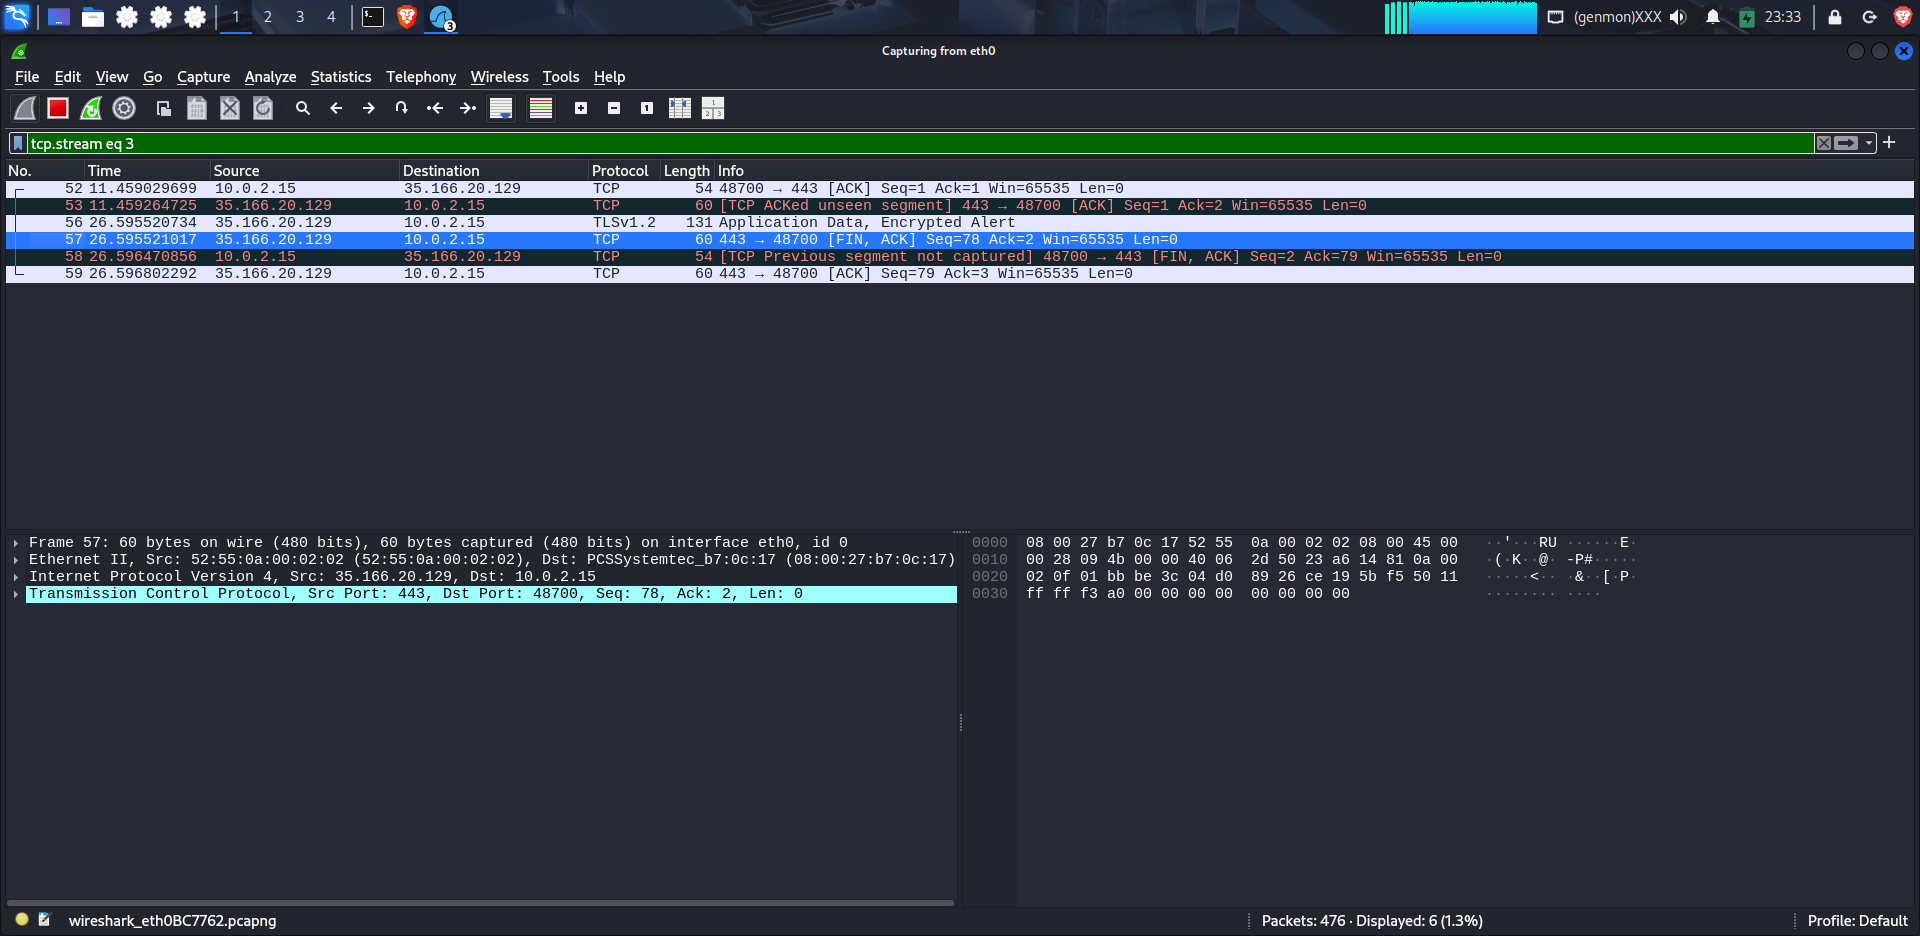 1 2 3 4 3 (genmon)XXX 23:33
Capturing from eth0
File Edit View Go Capture Analyze Statistics Telephony Wireless Tools Help
tcp.stream eq 3
No. Time Source Destination Protocol Length Info
52 11.459029699 10.0.2.15 35.166.20.129 TCP 54 48700 → 443 [ACK] Seq=1 Ack=1 Win=65535 Len=0
53 11.459264725 35.166.20.129 10.0.2.15 TCP 60 [TCP ACKed unseen segment] 443 → 48700 [ACK] Seq=1 Ack=2 Win=65535 Len=0
56 26.595520734 35.166.20.129 10.0.2.15 TLSv1.2 131 Application Data, Encrypted Alert
57 26.595521017 35.166.20.129 10.0.2.15 TCP 60 443 → 48700 [FIN, ACK] Seq=78 Ack=2 Win=65535 Len=0
58 26.596470856 10.0.2.15 35.166.20.129 TCP 54 [TCP Previous segment not captured] 48700 → 443 [FIN, ACK] Seq=2 Ack=79 Win=65535 Len=0
59 26.596802292 35.166.20.129 10.0.2.15 TCP 60 443 → 48700 [ACK] Seq=79 Ack=3 Win=65535 Len=0
Frame 57: 60 bytes on wire (480 bits), 60 bytes captured (480 bits) on interface eth0, id 0
Ethernet II, Src: 52:55:0a:00:02:02 (52:55:0a:00:02:02), Dst: PCSSystemtec_b7:0c:17 (08:00:27:b7:0c:17)
Internet Protocol Version 4, Src: 35.166.20.129, Dst: 10.0.2.15
Transmission Control Protocol, Src Port: 443, Dst Port: 48700, Seq: 78, Ack: 2, Len: 0
0000 08 00 27 b7 0c 17 52 55 0a 00 02 02 08 00 45 00 ··'···RU ······E·
0010 00 28 09 4b 00 00 40 06 2d 50 23 a6 14 81 0a 00 ·(·K··@· -P#·····
0020 02 0f 01 bb be 3c 04 d0 89 26 ce 19 5b f5 50 11 ·····<·· ·&··[·P·
0030 ff ff f3 a0 00 00 00 00 00 00 00 00 ········ ····
wireshark_eth0BC7762.pcapng Packets: 476 · Displayed: 6 (1.3%) Profile: Default